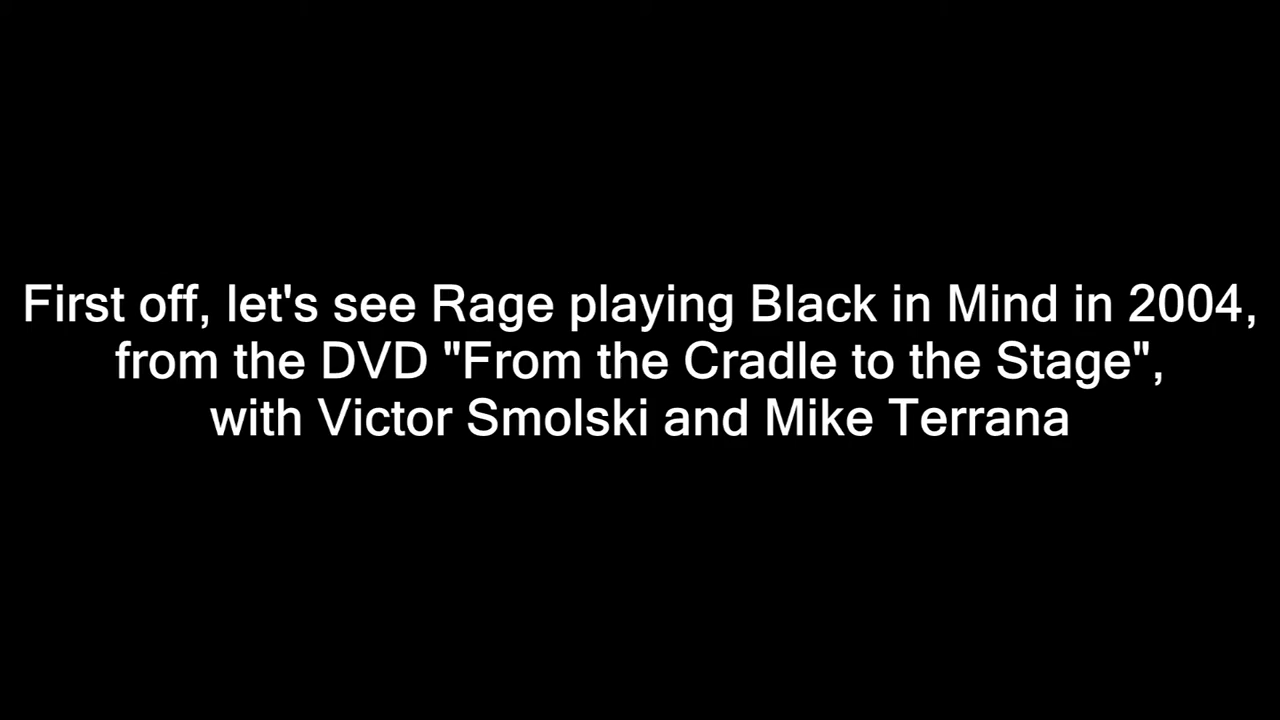 First off, let's see Rage playing Black in Mind in 2004,
from the DVD "From the Cradle to the Stage",
with Victor Smolski and Mike Terrana